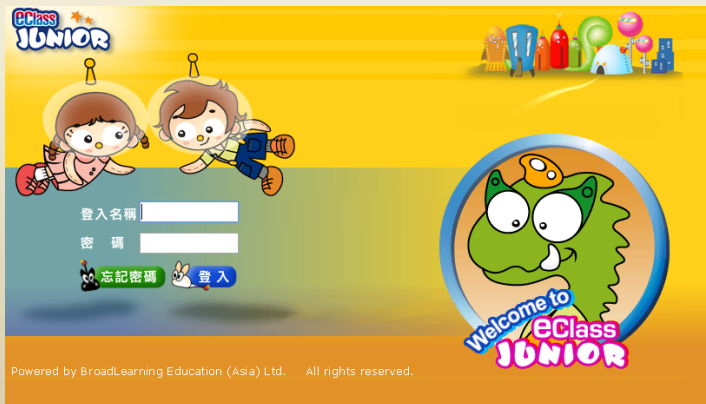 eClass
JUNIOR
登入名稱
密 碼
忘記密碼
登入
Welcome to
eClass
JUNIOR
Powered by BroadLearning Education (Asia) Ltd. All rights reserved.